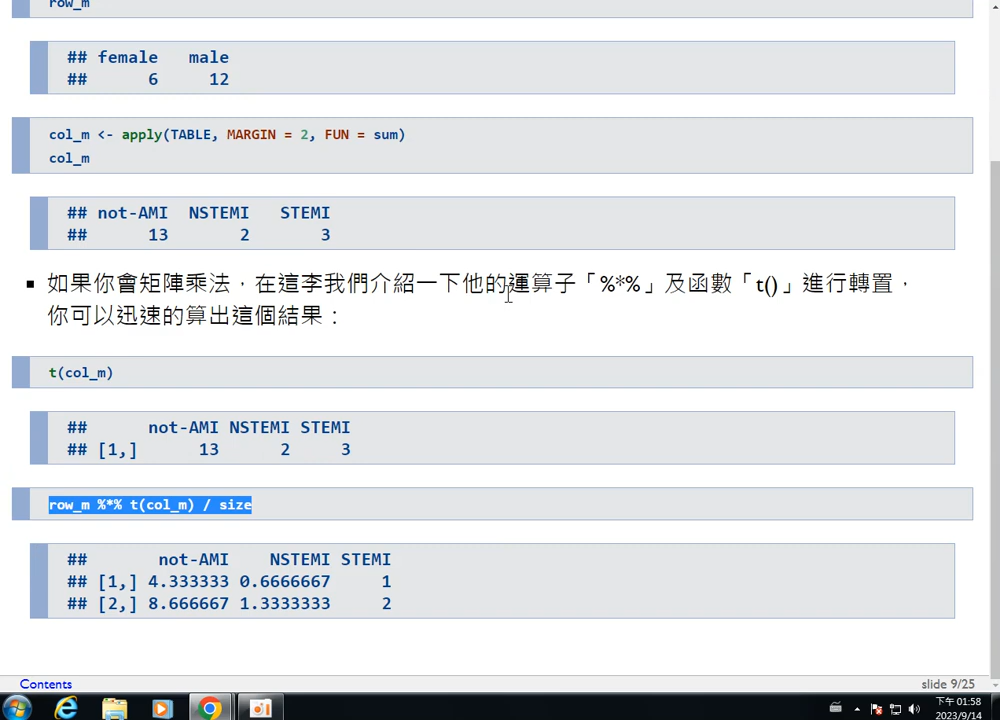 row_m
## female   male
##      6     12
col_m <- apply(TABLE, MARGIN = 2, FUN = sum)
col_m
## not-AMI  NSTEMI   STEMI
##      13       2       3
▪ 如果你會矩陣乘法，在這李我們介紹一下他的運算子「%*%」及函數「t()」進行轉置，
你可以迅速的算出這個結果：
t(col_m)
##      not-AMI NSTEMI STEMI
## [1,]      13      2     3
row_m %*% t(col_m) / size
##       not-AMI    NSTEMI STEMI
## [1,] 4.333333 0.6666667     1
## [2,] 8.666667 1.3333333     2
Contents
slide 9/25
下午 01:58
2023/9/14